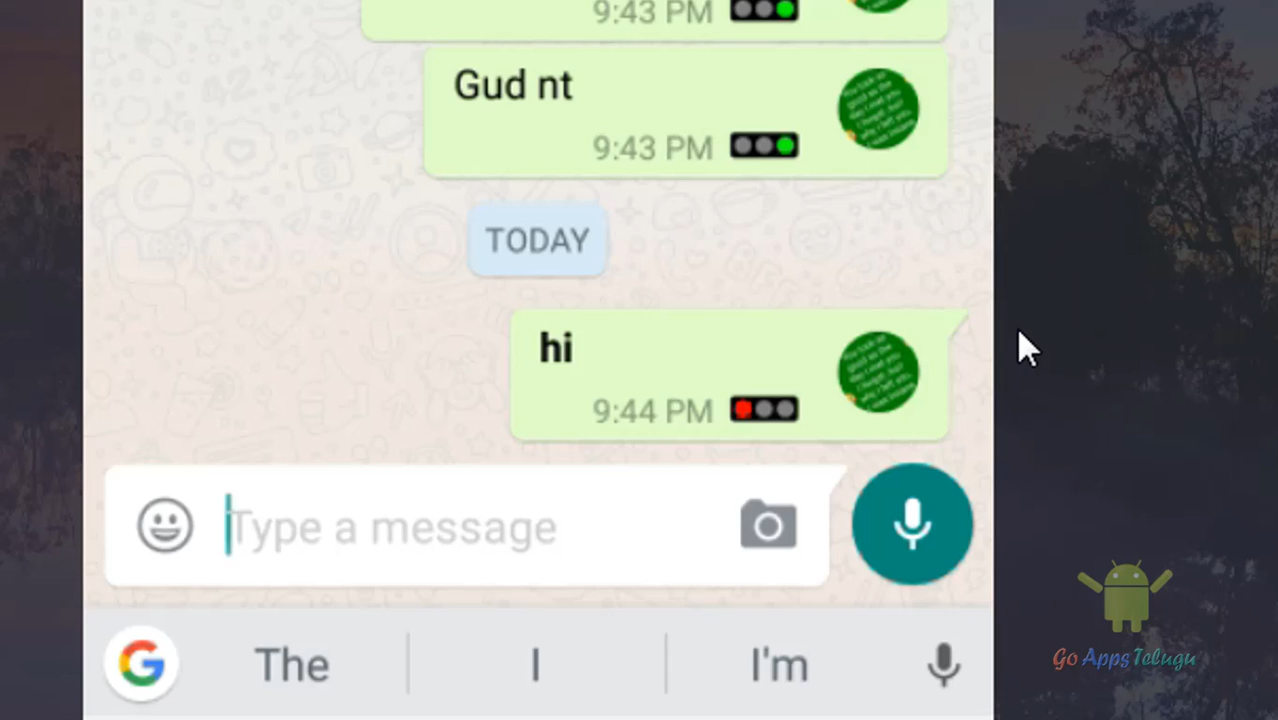 9:43 PM
Gud nt
9:43 PM
TODAY
hi
9:44 PM
Type a message
The
I
I'm
Go Apps Telugu